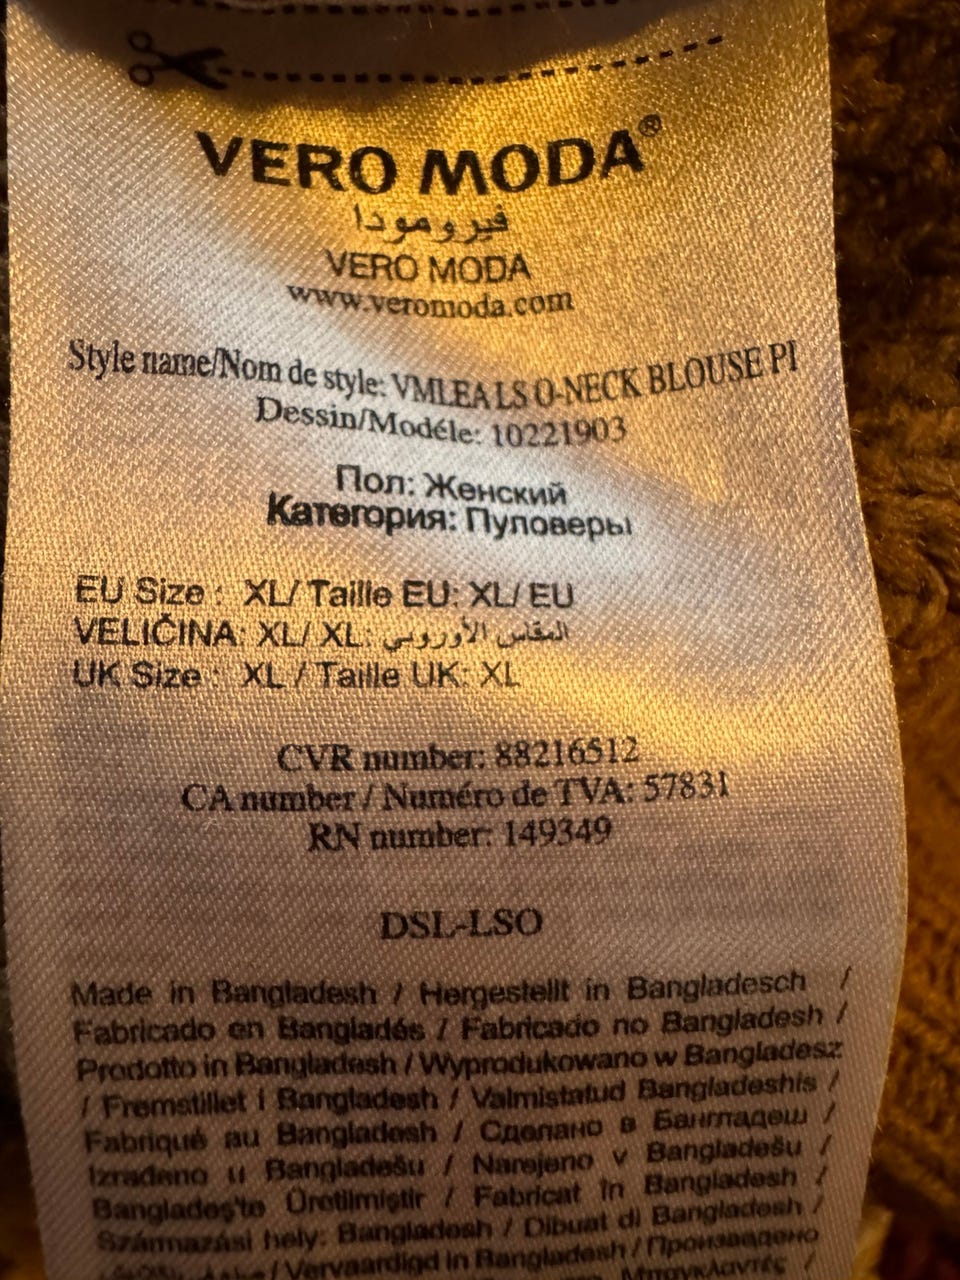 VERO MODA®
فيرومودا
VERO MODA
www.veromoda.com
Style name/Nom de style: VMLEA LS O-NECK BLOUSE PI
Dessin/Modéle: 10221903
Пол: Женский
Категория: Пуловеры
EU Size : XL/ Taille EU: XL/ EU
VELIČINA: XL/ XL: المقاس الأوروبي
UK Size : XL / Taille UK: XL
CVR number: 88216512
CA number / Numéro de TVA: 57831
RN number: 149349
DSL-LSO
Made in Bangladesh / Hergestellt in Bangladesch /
Fabricado en Bangladés / Fabricado no Bangladesh /
Prodotto in Bangladesh / Wyprodukowano w Bangladesz
/ Fremstillet i Bangladesh / Valmistatud Bangladeshis /
Fabriqué au Bangladesh / Сделано в Бангладеш /
Izrađeno u Bangladešu / Narejeno v Bangladešu /
Bangladeş'te Üretilmiştir / Fabricat în Bangladesh /
Származási hely: Bangladesh / Dibuat di Bangladesh /
/ Vervaardigd in Bangladesh / Произведено
Μπαγκλαντές /